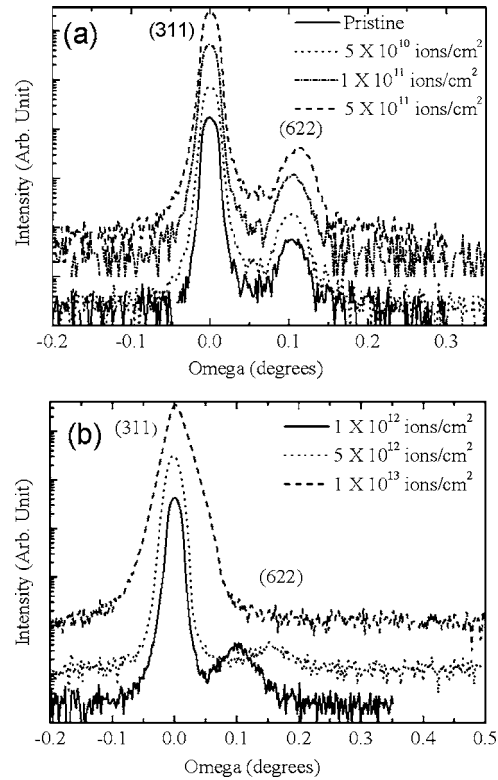 (a)
(311)
Pristine
5 X 10¹⁰ ions/cm²
1 X 10¹¹ ions/cm²
5 X 10¹¹ ions/cm²
(622)
Intensity (Arb. Unit)
-0.2 -0.1 0.0 0.1 0.2 0.3
Omega (degrees)
(b)
(311)
1 X 10¹² ions/cm²
5 X 10¹² ions/cm²
1 X 10¹³ ions/cm²
(622)
Intensity (Arb. Unit)
-0.2 -0.1 0.0 0.1 0.2 0.3 0.4 0.5
Omega (degrees)